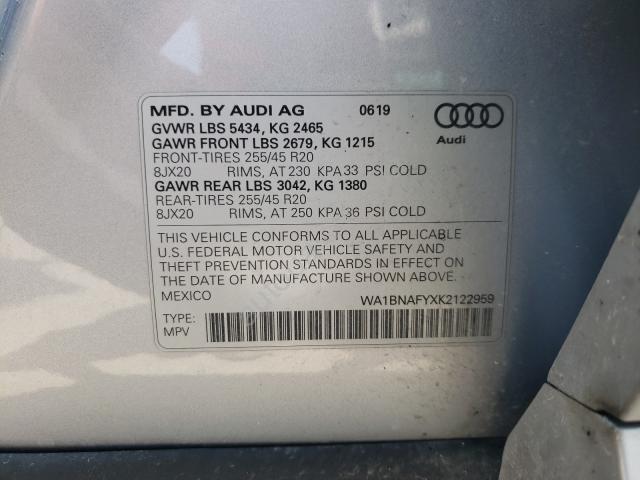 MFD. BY AUDI AG 0619
GVWR LBS 5434, KG 2465
GAWR FRONT LBS 2679, KG 1215
FRONT-TIRES 255/45 R20
8JX20 RIMS, AT 230 KPA 33 PSI COLD
GAWR REAR LBS 3042, KG 1380
REAR-TIRES 255/45 R20
8JX20 RIMS, AT 250 KPA 36 PSI COLD
Audi
THIS VEHICLE CONFORMS TO ALL APPLICABLE
U.S. FEDERAL MOTOR VEHICLE SAFETY AND
THEFT PREVENTION STANDARDS IN EFFECT ON THE
DATE OF MANUFACTURE SHOWN ABOVE.
MEXICO WA1BNAFYXK2122959
TYPE:
MPV